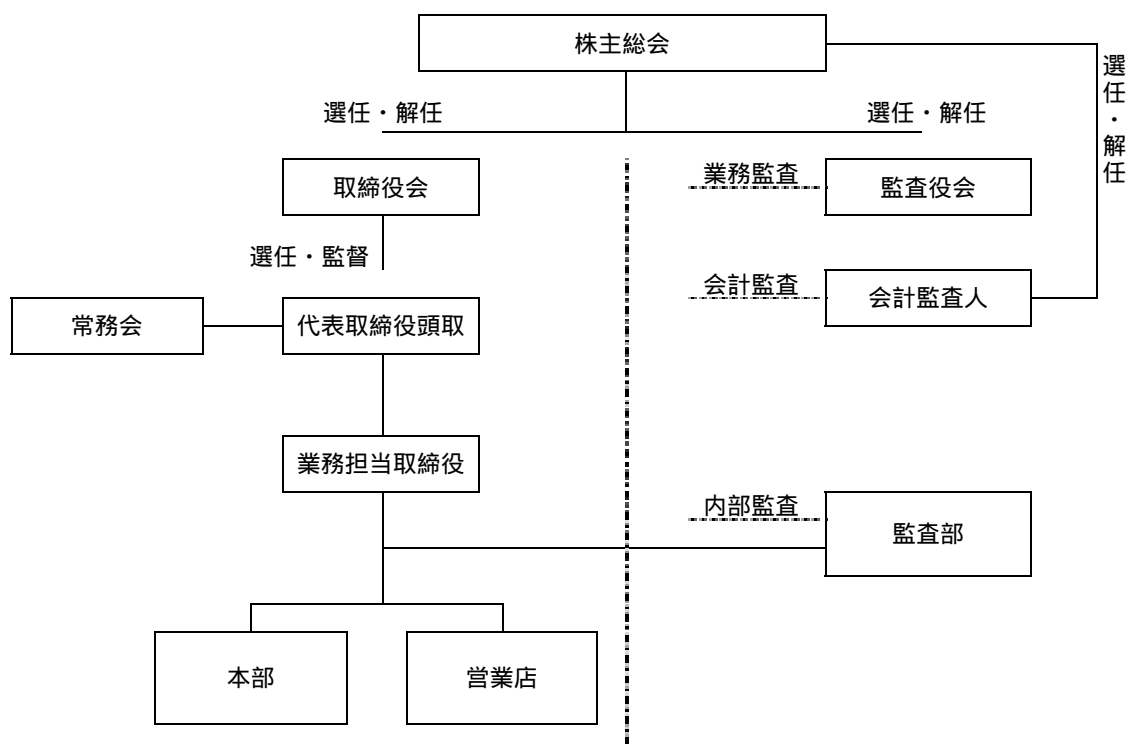 株主総会
選任・解任
選任・解任
選任・解任
取締役会
業務監査
監査役会
選任・監督
会計監査
会計監査人
常務会
代表取締役頭取
業務担当取締役
内部監査
監査部
本部
営業店